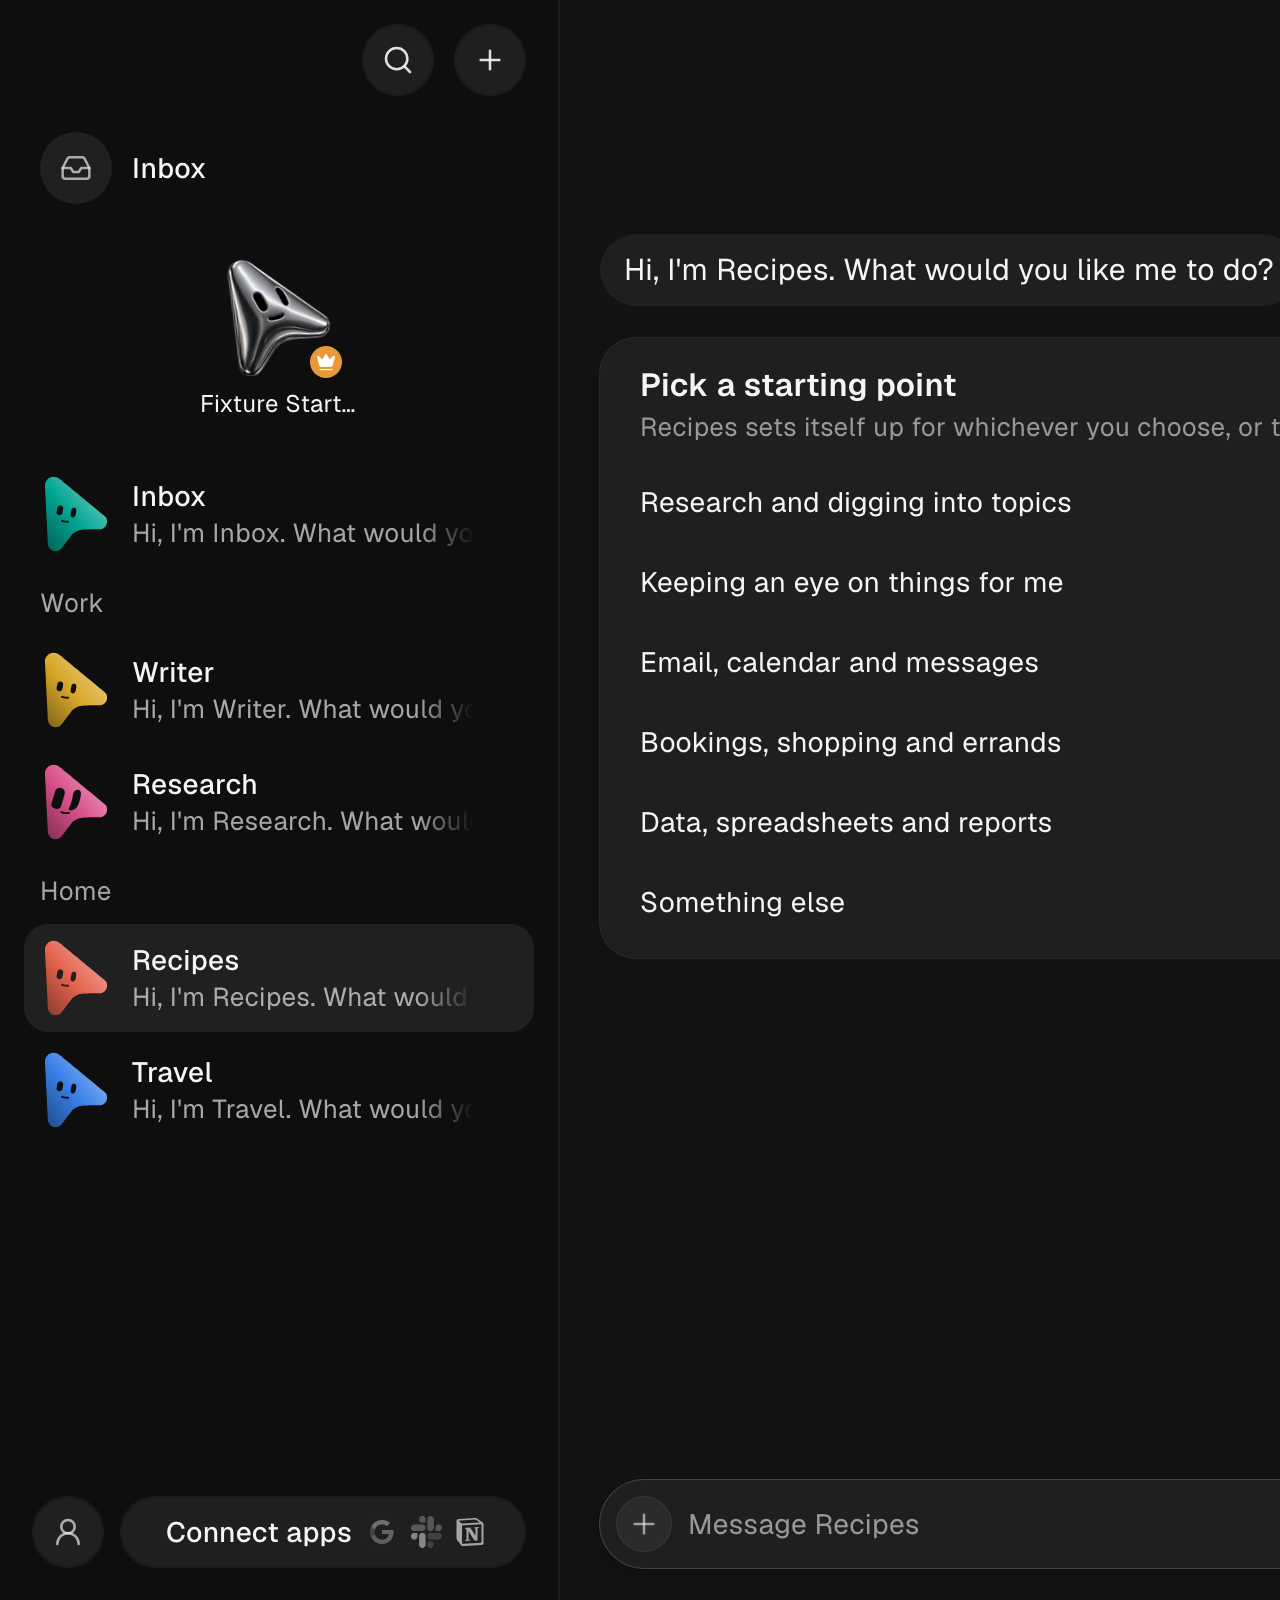 Inbox
Fixture Start...
Inbox
Hi, I'm Inbox. What would yo
Work
Writer
Hi, I'm Writer. What would yo
Research
Hi, I'm Research. What would
Home
Recipes
Hi, I'm Recipes. What would
Travel
Hi, I'm Travel. What would yo
Connect apps
Hi, I'm Recipes. What would you like me to do?
Pick a starting point
Recipes sets itself up for whichever you choose, or t
Research and digging into topics
Keeping an eye on things for me
Email, calendar and messages
Bookings, shopping and errands
Data, spreadsheets and reports
Something else
Message Recipes